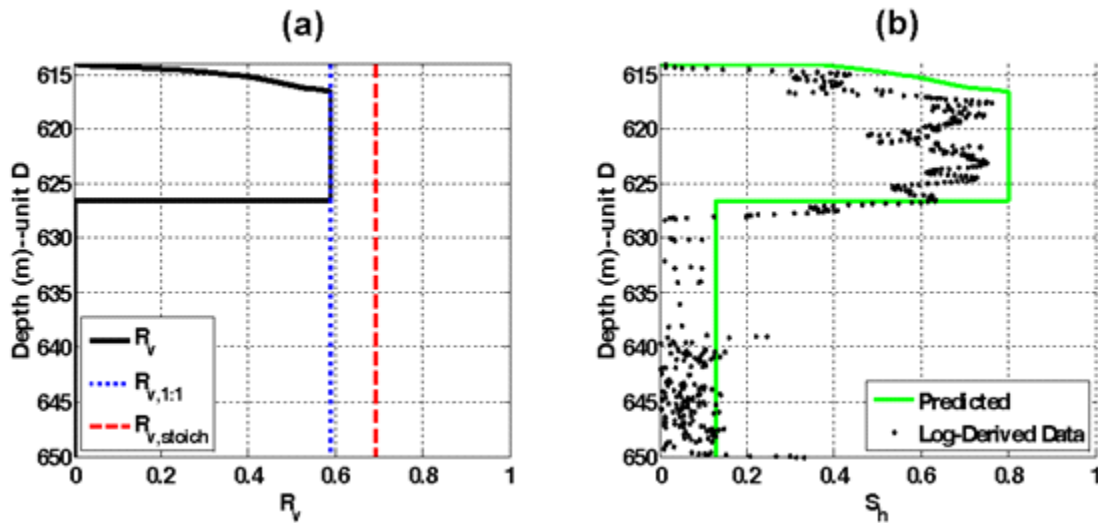 (a)
Depth (m)--unit D
615
620
625
630
635
640
645
650
0
0.2
0.4
0.6
0.8
1
R_v
R_v
R_v,1:1
R_v,stoich
(b)
Depth (m)--unit D
615
620
625
630
635
640
645
650
0
0.2
0.4
0.6
0.8
1
S_h
Predicted
Log-Derived Data